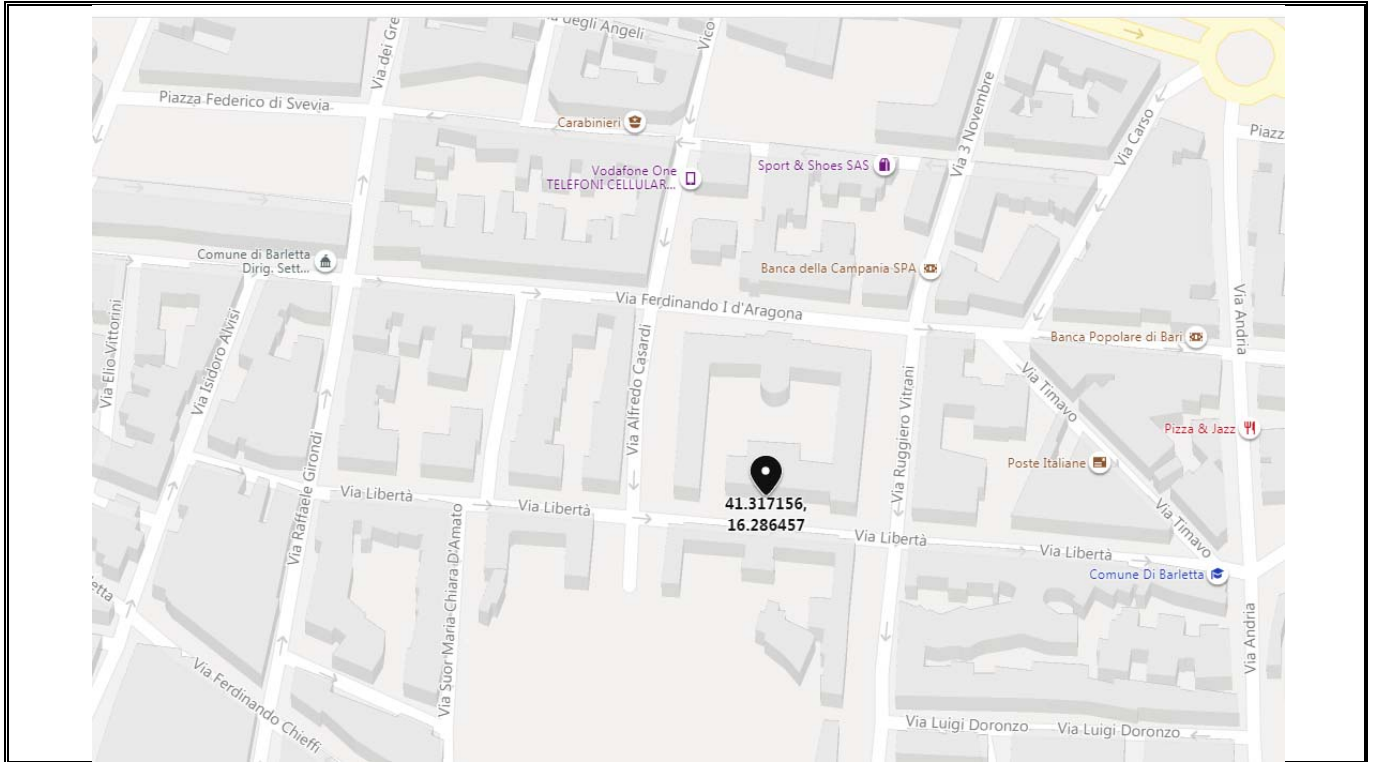 degli Angeli
Vico
Via dei Gre
Piazza Federico di Svevia
Carabinieri
Via 3 Novembre
Via Carso
Piazz
Vodafone One
TELEFONI CELLULAR...
Sport & Shoes SAS
Comune di Barletta
Dirig. Sett...
Banca della Campania SPA
Via Ferdinando I d'Aragona
Via Elio Vittorini
Via Isidoro Alvisi
Via Alfredo Casardi
Via Andria
Banca Popolare di Bari
Via Ruggiero Vitrani
Via Timavo
Pizza & Jazz
Poste Italiane
Via Raffaele Girondi
Via Libertà
Via Libertà
41.317156,
16.286457
Via Libertà
Via Libertà
Via Timavo
Comune Di Barletta
etta
Via Suor Maria Chiara D'Amato
Via Andria
Via Ferdinando Chieffi
Via Luigi Doronzo
Via Luigi Doronzo